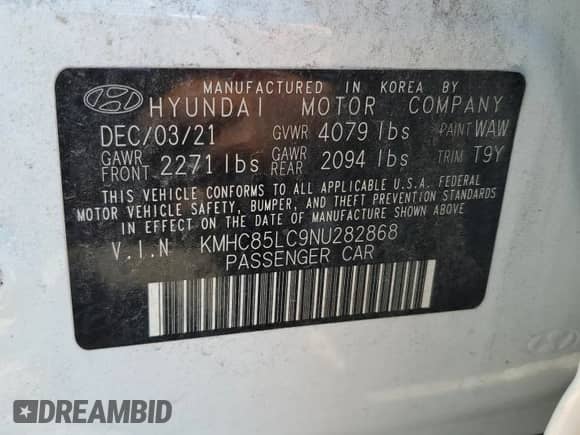 MANUFACTURED IN KOREA BY
HYUNDAI MOTOR COMPANY
DEC/03/21 GVWR 4079 lbs PAINT WAW
GAWR FRONT 2271 lbs GAWR REAR 2094 lbs TRIM T9Y
THIS VEHICLE CONFORMS TO ALL APPLICABLE U.S.A. FEDERAL
MOTOR VEHICLE SAFETY, BUMPER, AND THEFT PREVENTION STANDARDS
IN EFFECT ON THE DATE OF MANUFACTURE SHOWN ABOVE
V.I.N KMHC85LC9NU282868
PASSENGER CAR
DREAMBID